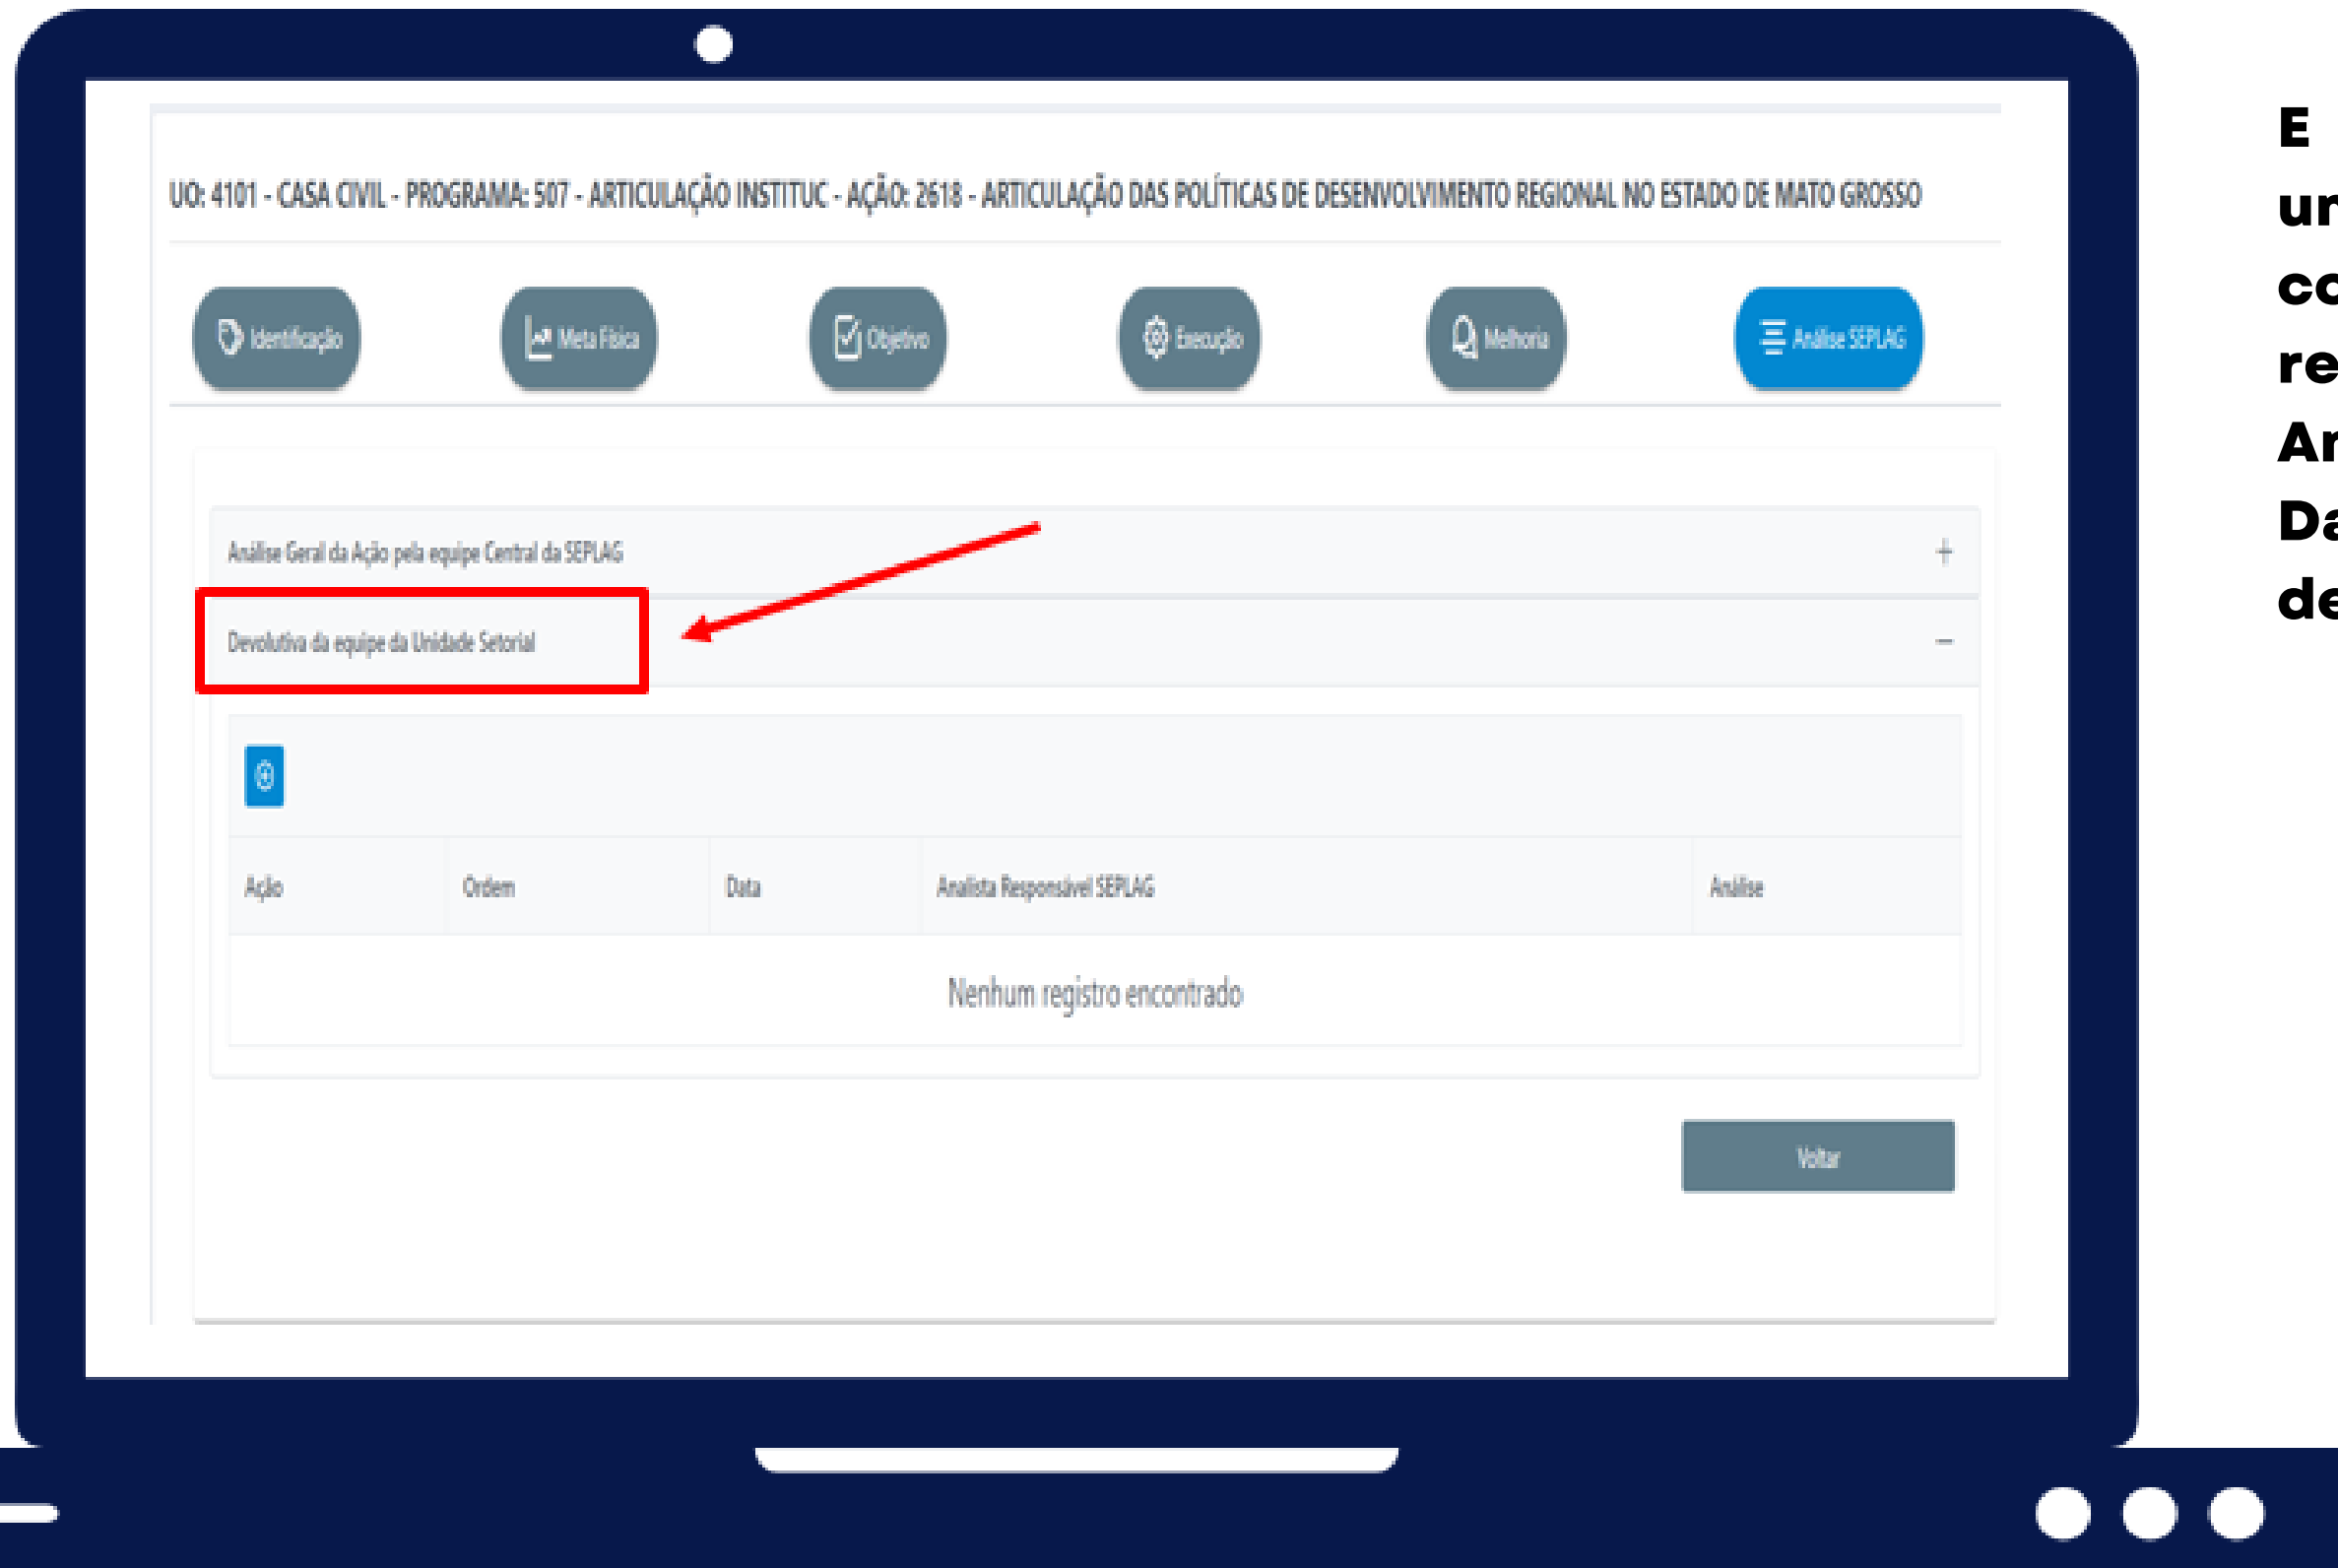 UO: 4101 - CASA CIVIL - PROGRAMA: 507 - ARTICULAÇÃO INSTITUC - AÇÃO: 2618 - ARTICULAÇÃO DAS POLÍTICAS DE DESENVOLVIMENTO REGIONAL NO ESTADO DE MATO GROSSO
Identificação Meta Física Objetivo Execução Melhoria Análise SEPLAG
Análise Geral da Ação pela equipe Central da SEPLAG +
Devolutiva da equipe da Unidade Setorial −
Ação Ordem Data Analista Responsável SEPLAG Análise
Nenhum registro encontrado
Voltar
E